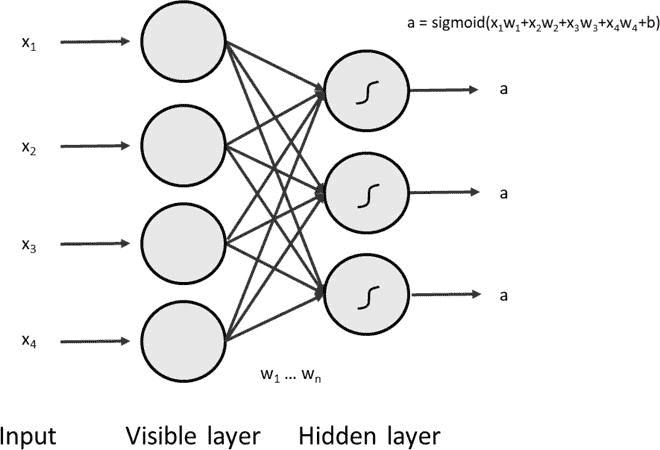 a = sigmoid(x₁w₁+x₂w₂+x₃w₃+x₄w₄+b)
x₁
a
x₂
a
x₃
a
x₄
w₁ ... wₙ
Input Visible layer Hidden layer